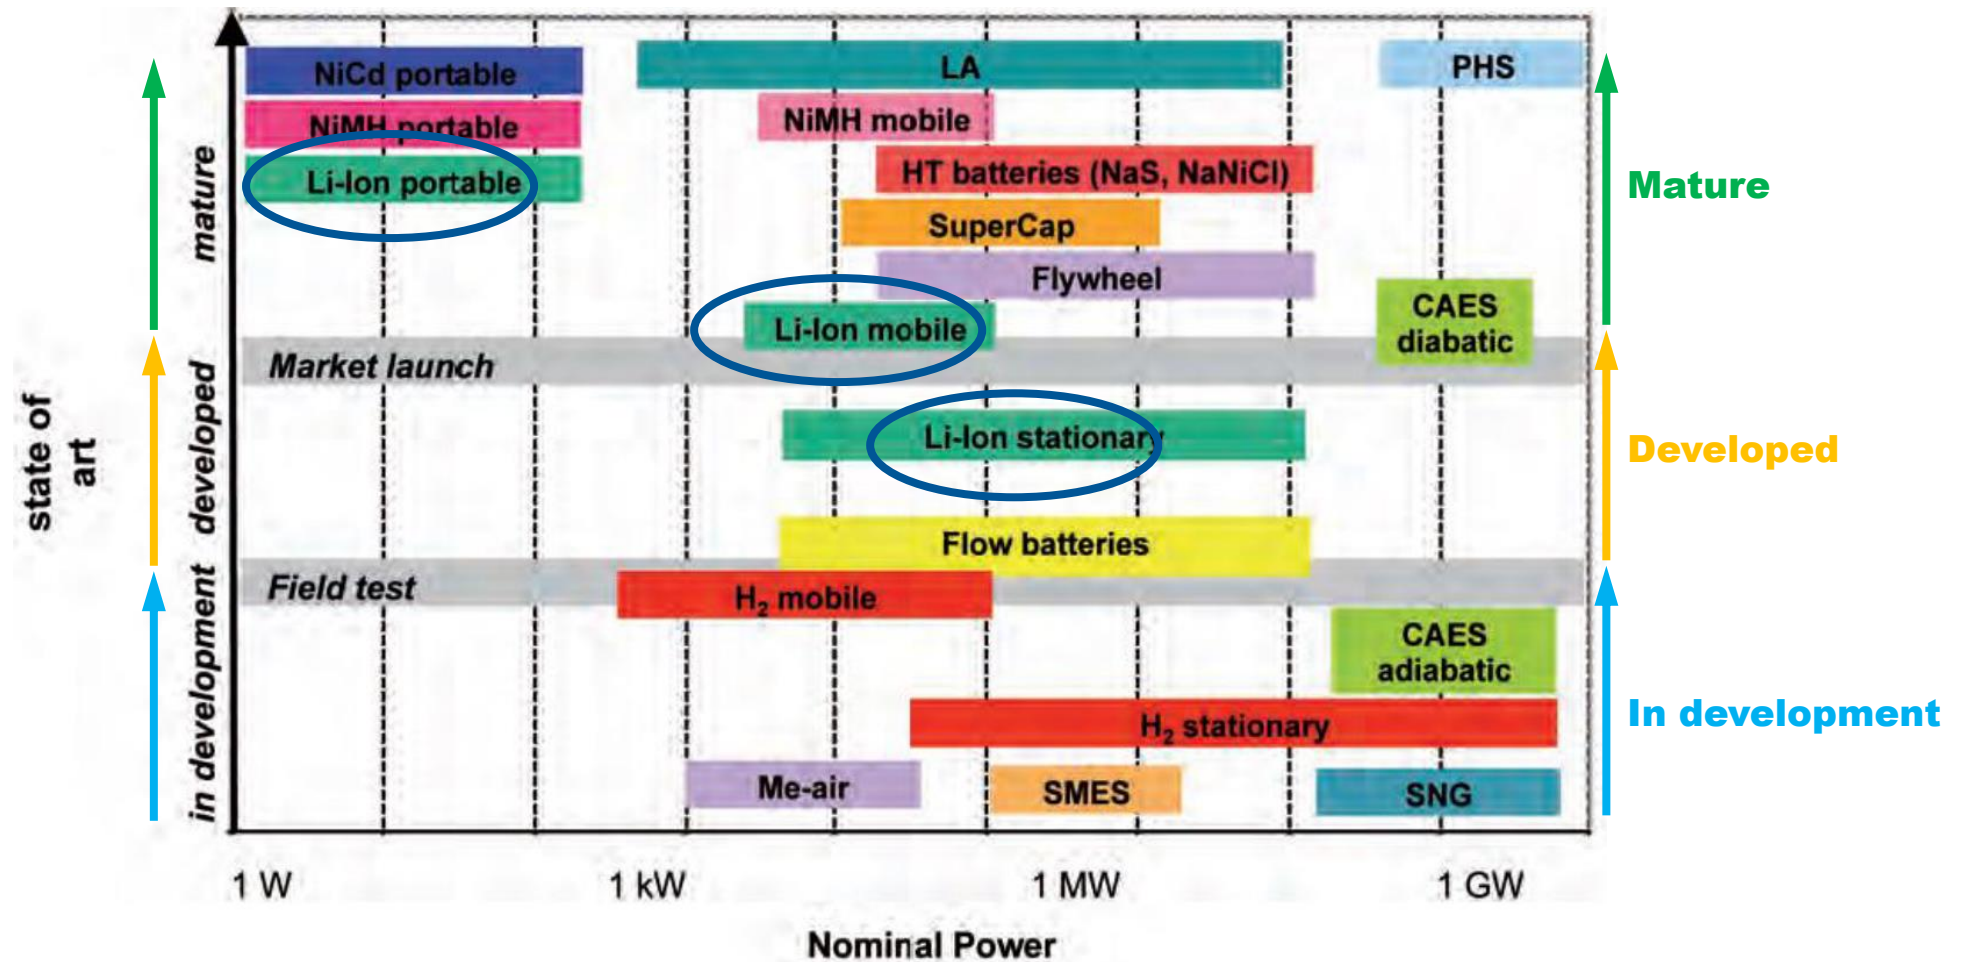 NiCd portable
LA
PHS
NiMH portable
NiMH mobile
HT batteries (NaS, NaNiCl)
Li-Ion portable
Mature
mature
SuperCap
Flywheel
CAES
diabatic
Li-Ion mobile
Market launch
state of
art
developed
Li-Ion stationary
Developed
Flow batteries
Field test
H₂ mobile
in development
CAES
adiabatic
H₂ stationary
In development
Me-air
SMES
SNG
1 W
1 kW
1 MW
1 GW
Nominal Power